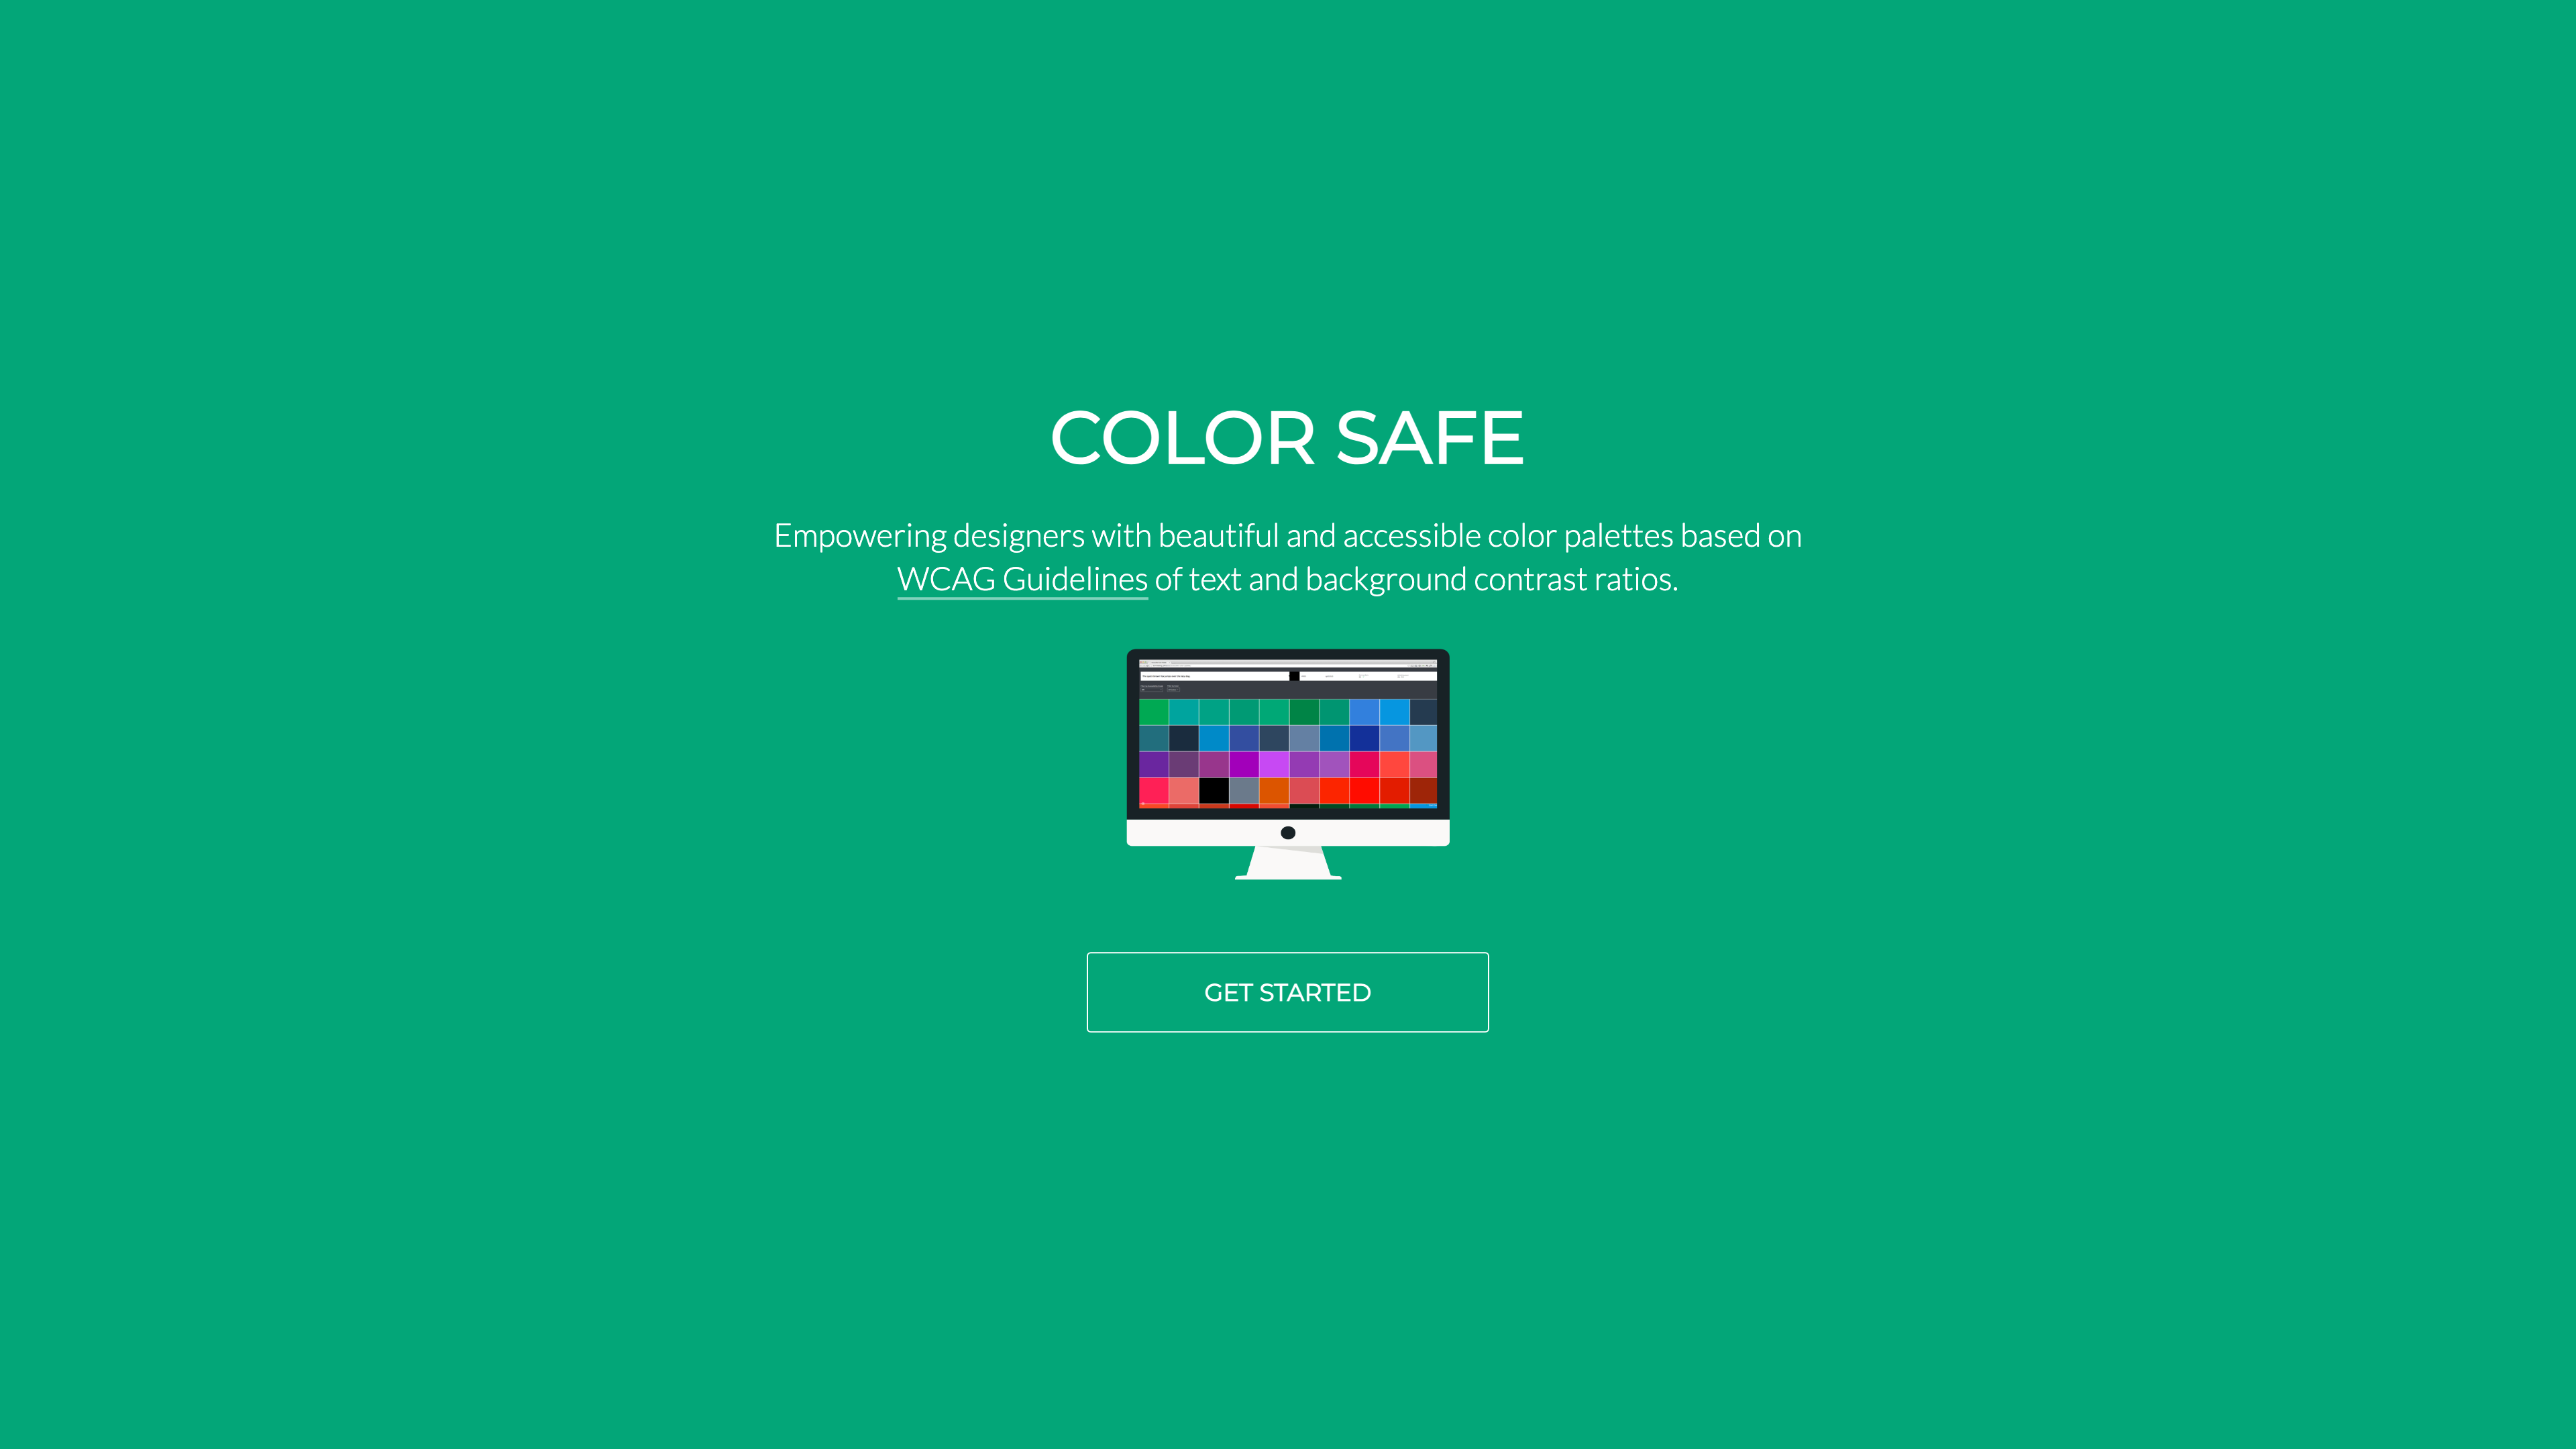 COLOR SAFE
Empowering designers with beautiful and accessible color palettes based on
WCAG Guidelines of text and background contrast ratios.
GET STARTED